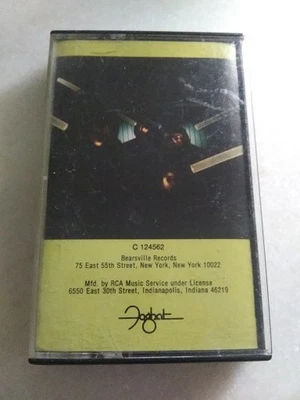 C 124562
Bearsville Records
75 East 55th Street, New York, New York 10022
Mfd. by RCA Music Service under License
6550 East 30th Street, Indianapolis, Indiana 46219
Foghat